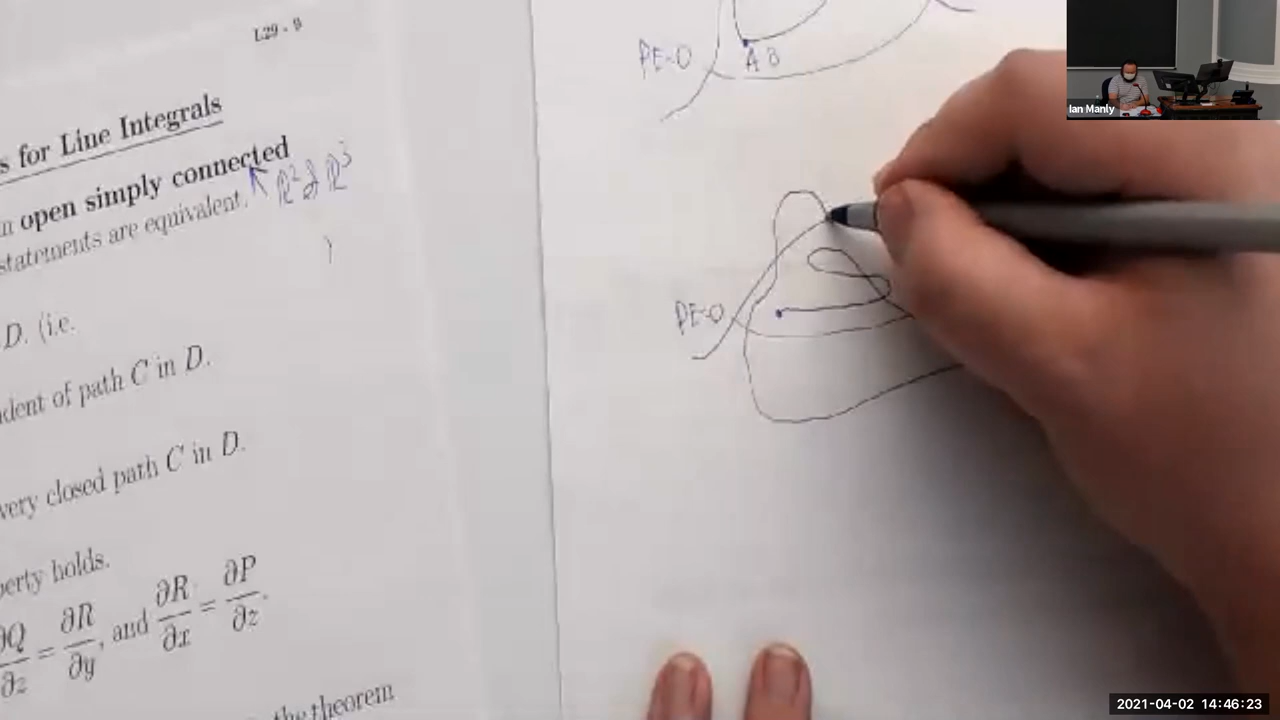 L29 - 9
s for Line Integrals
n open simply connected
ℝ² & ℝ³
statements are equivalent.
D. (i.e.
ndent of path C in D.
very closed path C in D.
perty holds.
∂Q/∂z = ∂R/∂y, and ∂R/∂x = ∂P/∂z.
the theorem
PE=0
A B
PE=0
Ian Manly
2021-04-02 14:46:23